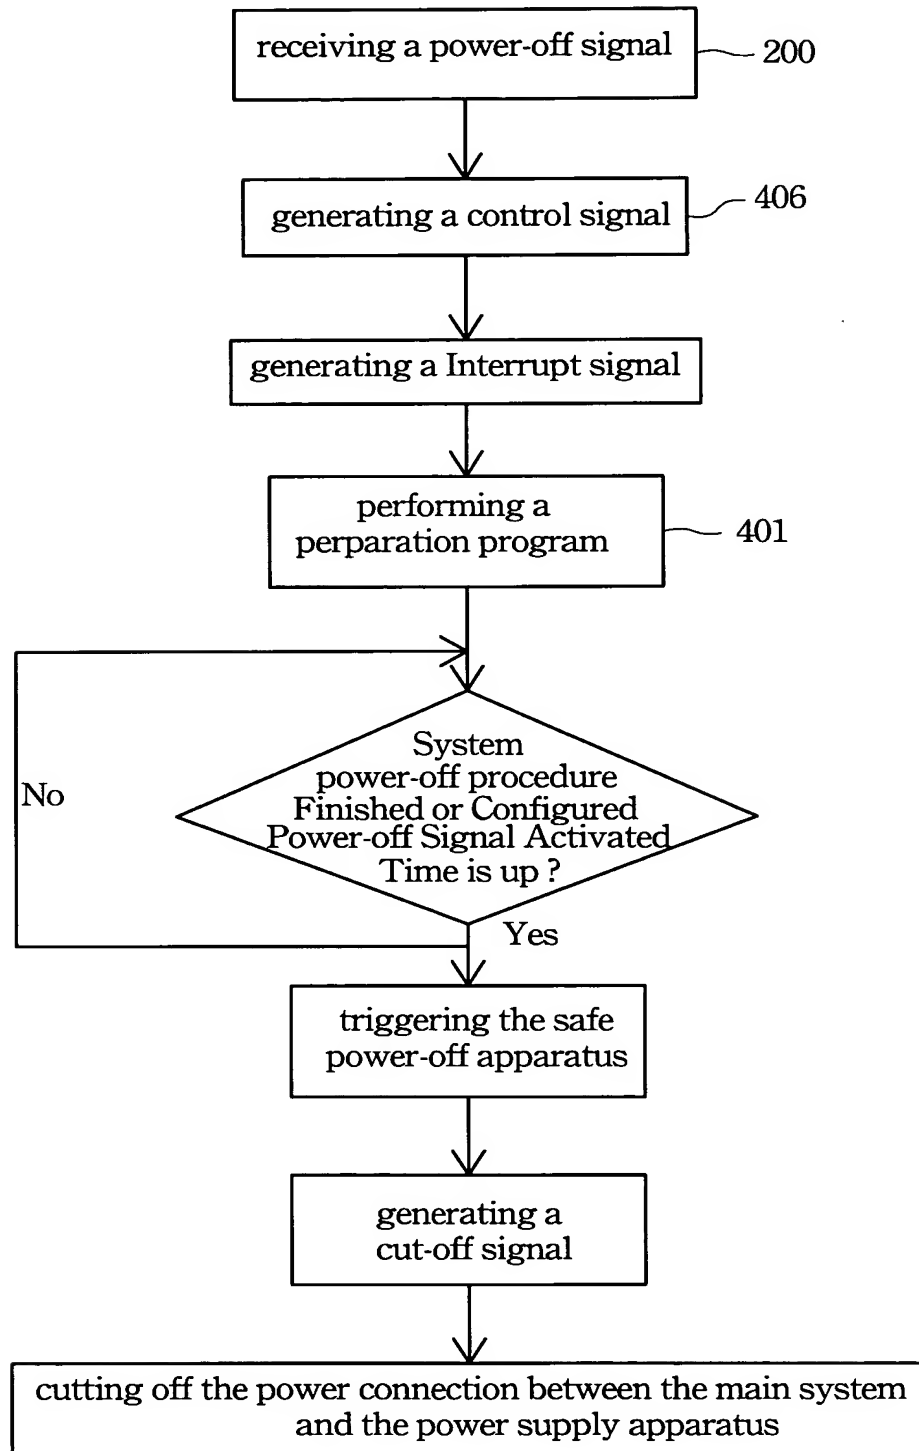 receiving a power-off signal
200
generating a control signal
406
generating a Interrupt signal
performing a
perparation program
401
System
power-off procedure
Finished or Configured
Power-off Signal Activated
Time is up ?
No
Yes
triggering the safe
power-off apparatus
generating a
cut-off signal
cutting off the power connection between the main system
and the power supply apparatus